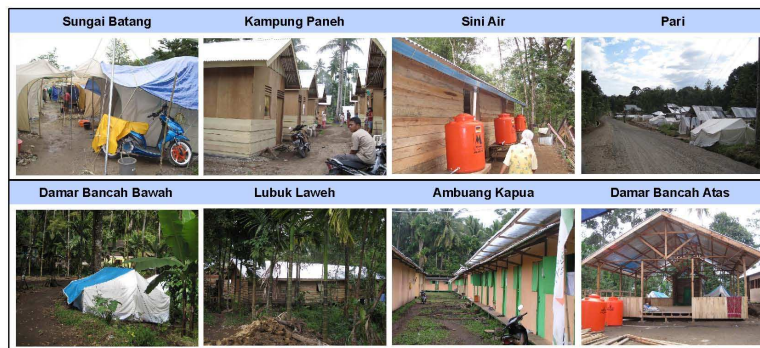 Sungai Batang
Kampung Paneh
Sini Air
Pari
Damar Bancah Bawah
Lubuk Laweh
Ambuang Kapua
Damar Bancah Atas